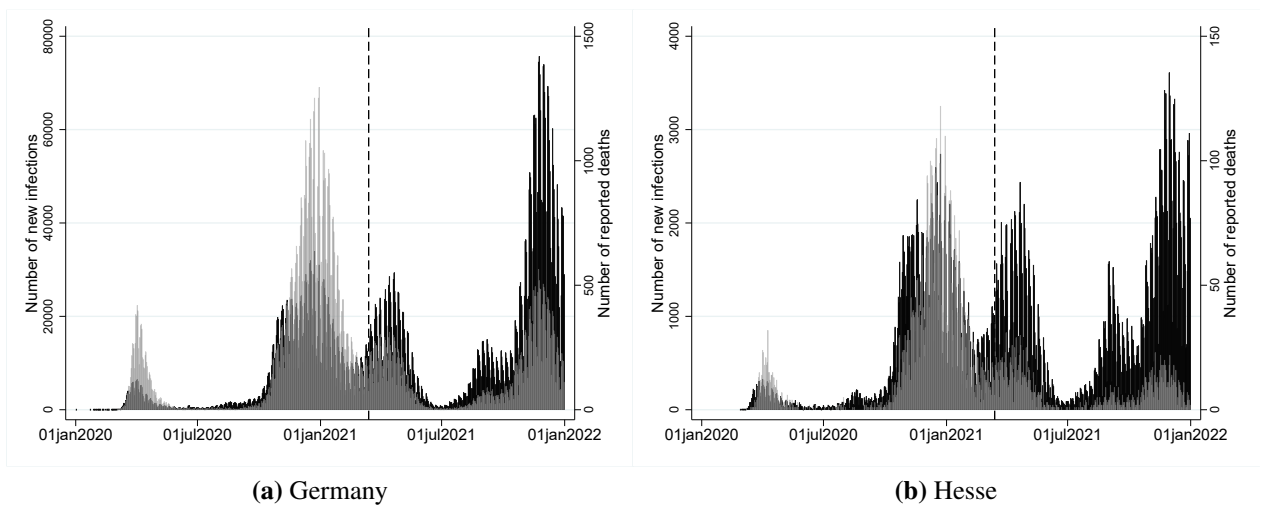 Number of new infections
80000
60000
40000
20000
0
Number of reported deaths
1500
1000
500
0
01jan2020 01jul2020 01jan2021 01jul2021 01jan2022
(a) Germany
Number of new infections
4000
3000
2000
1000
0
Number of reported deaths
150
100
50
0
01jan2020 01jul2020 01jan2021 01jul2021 01jan2022
(b) Hesse